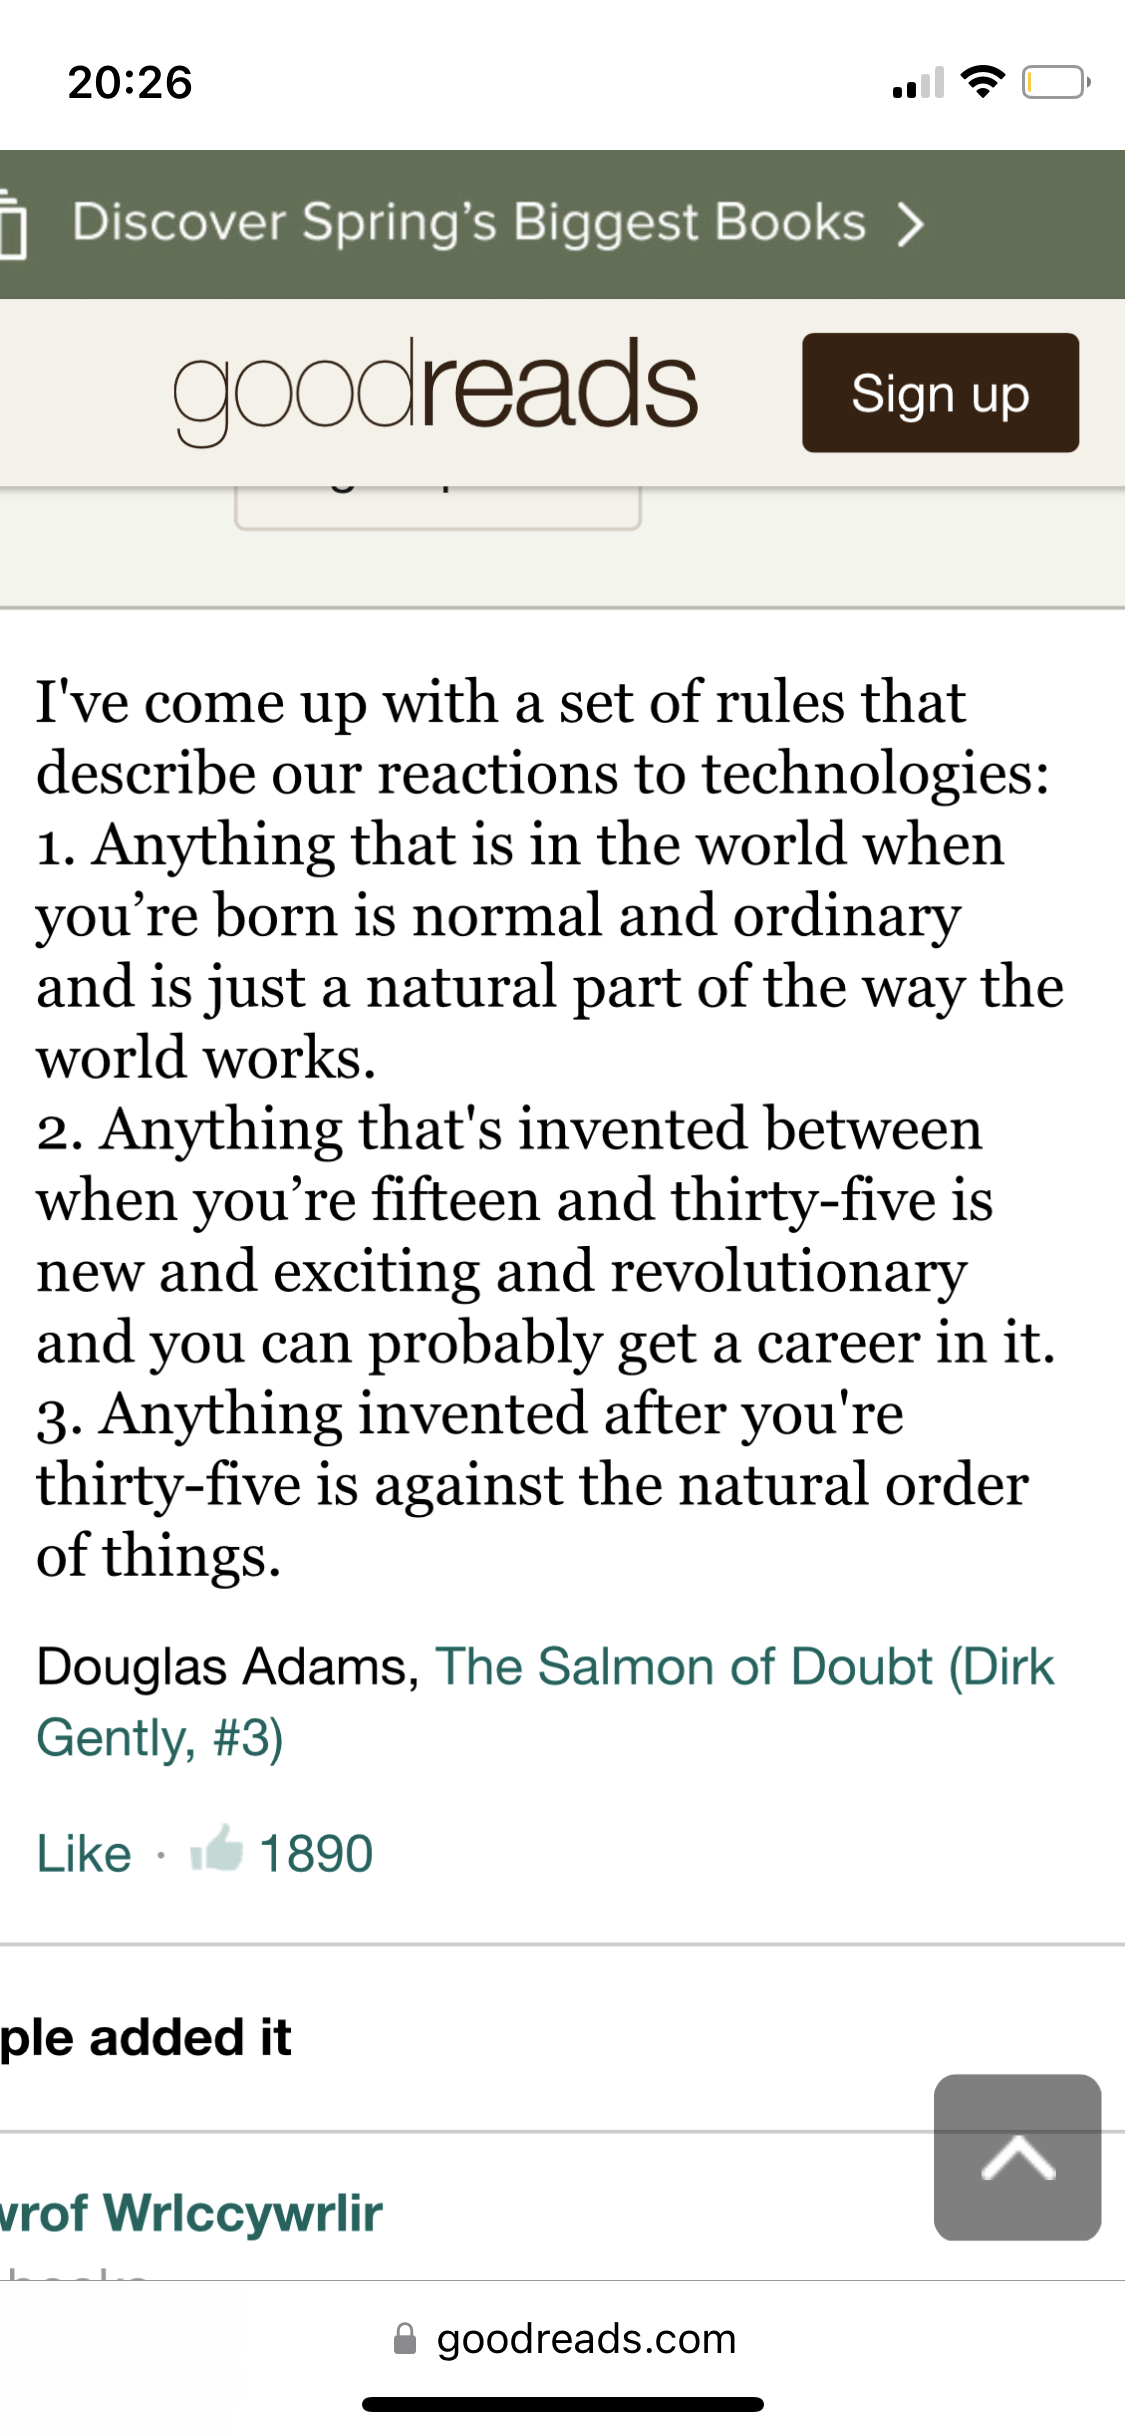 20:26
Discover Spring’s Biggest Books
goodreads
Sign up
I've come up with a set of rules that
describe our reactions to technologies:
1. Anything that is in the world when
you’re born is normal and ordinary
and is just a natural part of the way the
world works.
2. Anything that's invented between
when you’re fifteen and thirty-five is
new and exciting and revolutionary
and you can probably get a career in it.
3. Anything invented after you're
thirty-five is against the natural order
of things.
Douglas Adams, The Salmon of Doubt (Dirk
Gently, #3)
Like · 1890
ple added it
Wrlccywrlir
goodreads.com